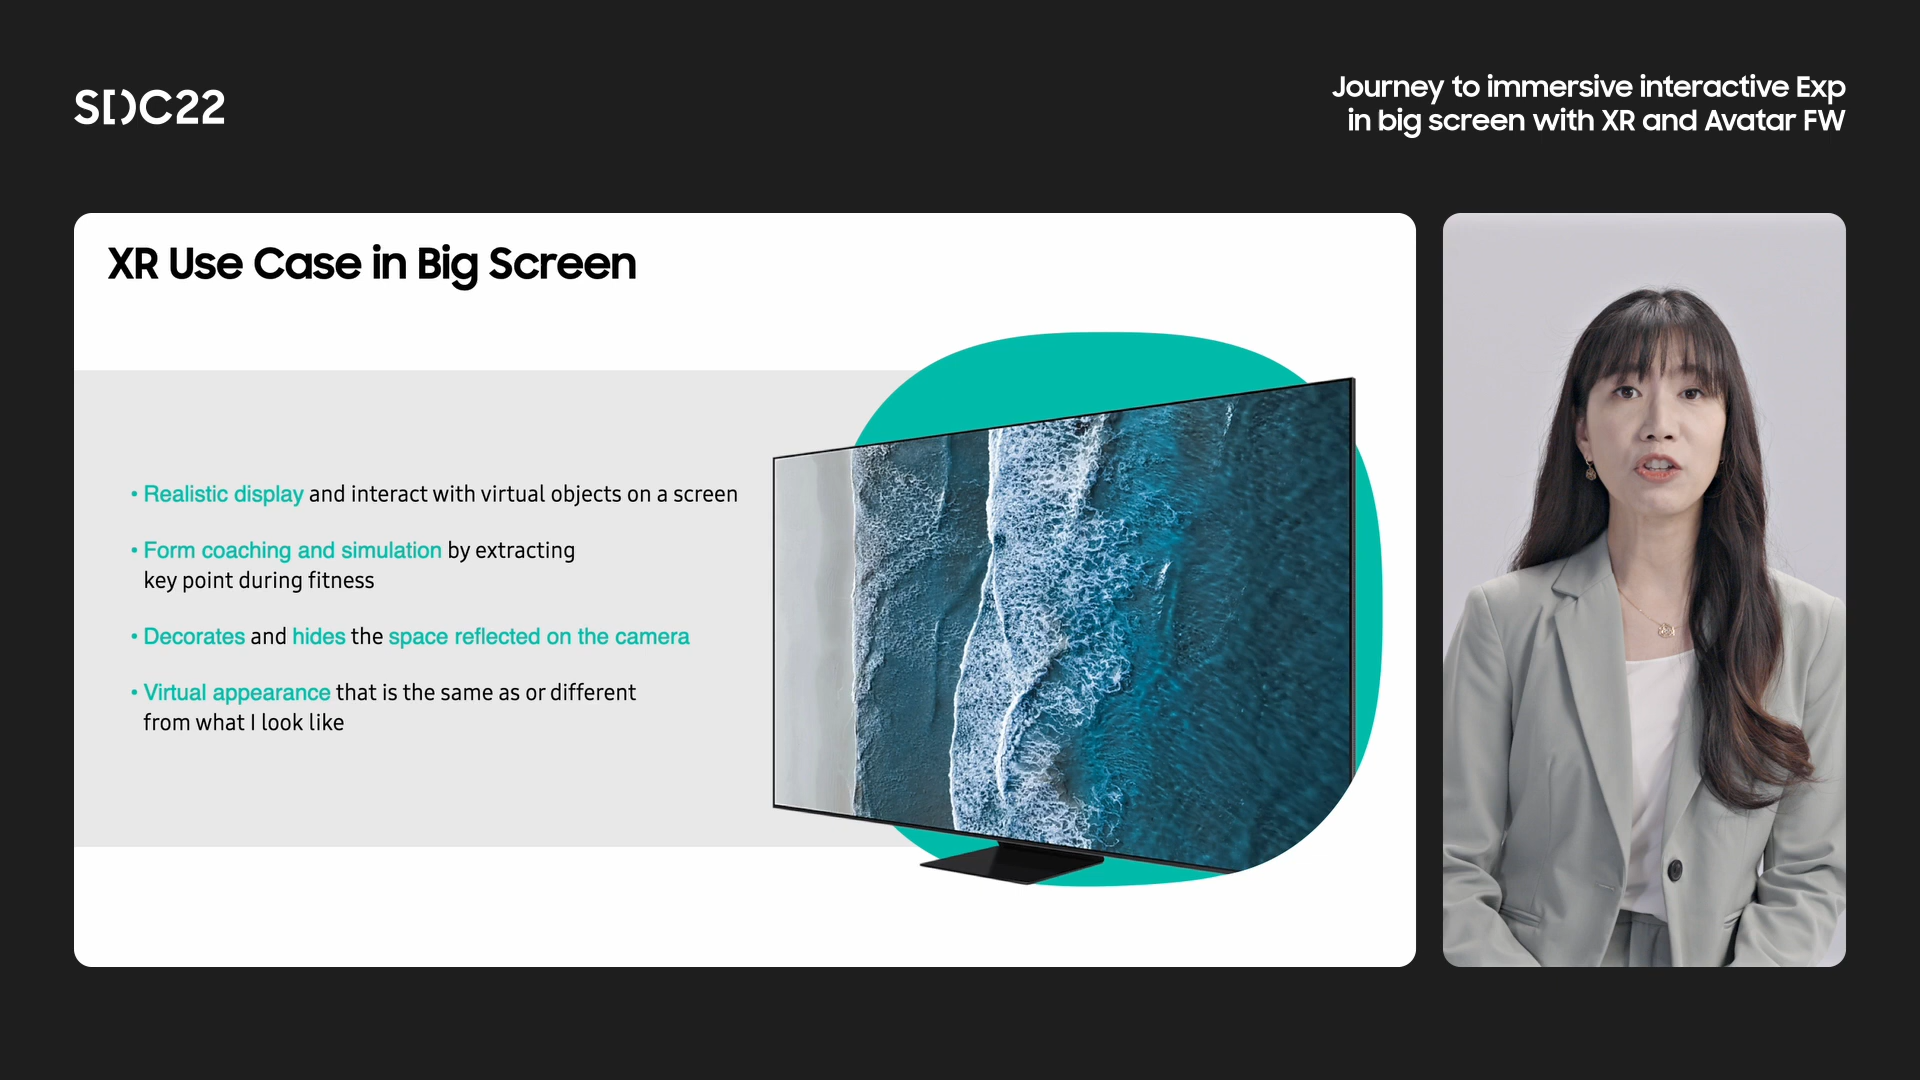 SDC22
Journey to immersive interactive Exp
in big screen with XR and Avatar FW
XR Use Case in Big Screen
• Realistic display and interact with virtual objects on a screen
• Form coaching and simulation by extracting
key point during fitness
• Decorates and hides the space reflected on the camera
• Virtual appearance that is the same as or different
from what I look like